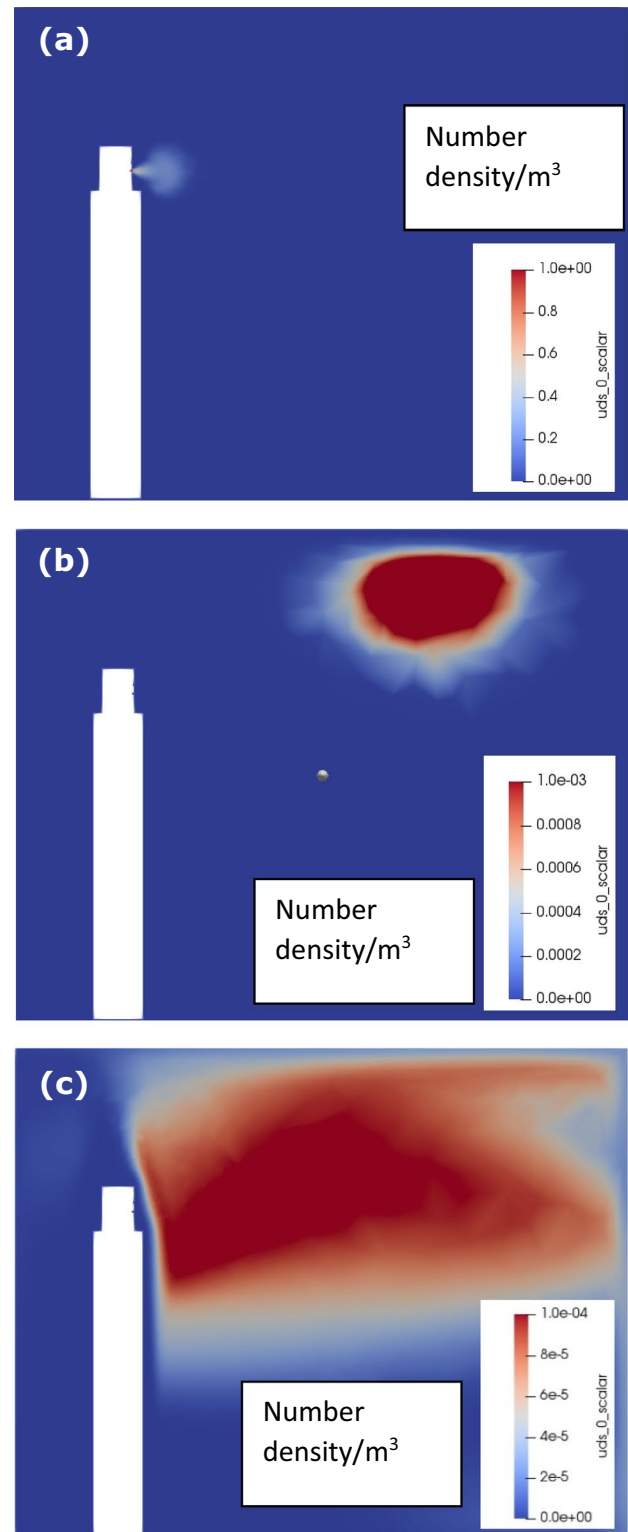 (a)
Number
density/m³
1.0e+00
0.8
0.6
0.4
0.2
0.0e+00
uds_0_scalar
(b)
1.0e-03
0.0008
0.0006
0.0004
0.0002
0.0e+00
uds_0_scalar
Number
density/m³
(c)
1.0e-04
8e-5
6e-5
4e-5
2e-5
0.0e+00
uds_0_scalar
Number
density/m³